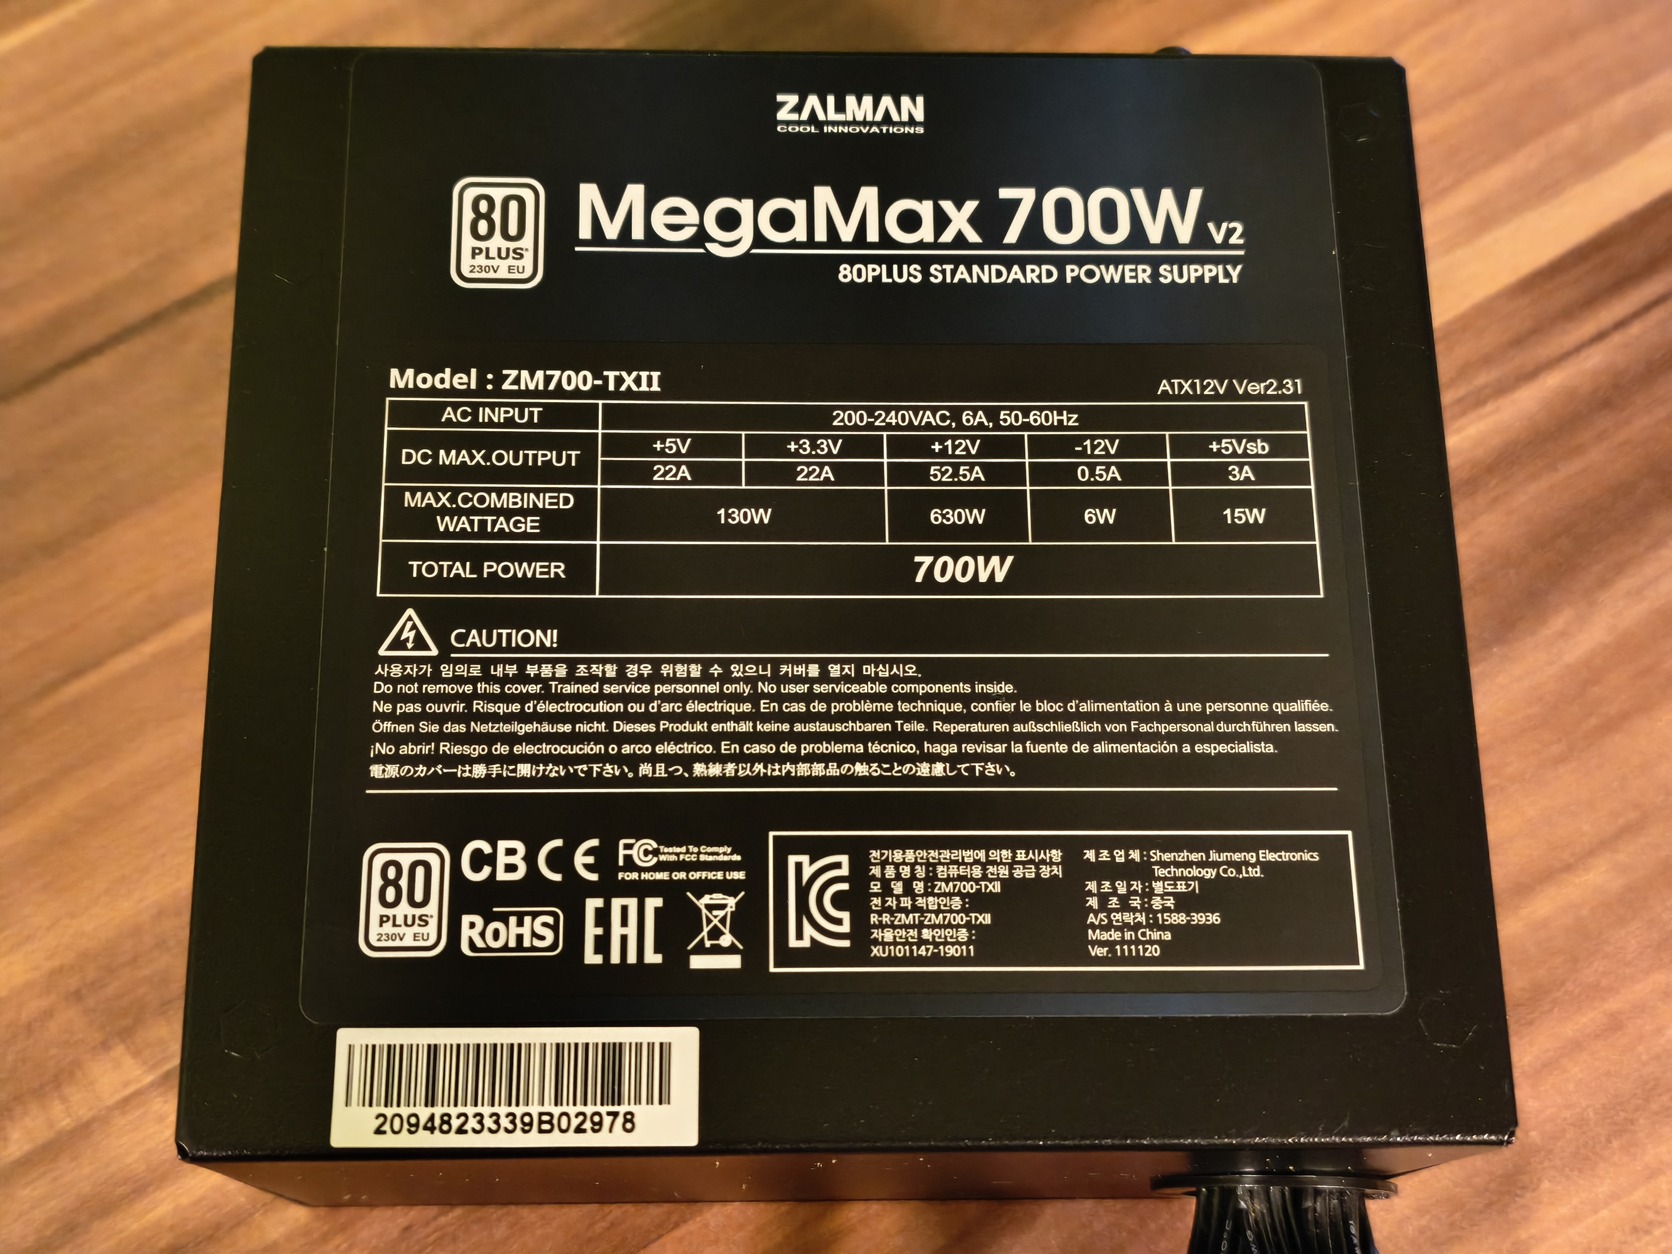 ZALMAN
COOL INNOVATIONS
80
PLUS®
230V EU
MegaMax 700W V2
80PLUS STANDARD POWER SUPPLY
Model : ZM700-TXII
ATX12V Ver2.31
AC INPUT 200-240VAC, 6A, 50-60Hz
DC MAX.OUTPUT
+5V +3.3V +12V -12V +5Vsb
22A 22A 52.5A 0.5A 3A
MAX.COMBINED
WATTAGE
130W 630W 6W 15W
TOTAL POWER 700W
CAUTION!
사용자가 임의로 내부 부품을 조작할 경우 위험할 수 있으니 커버를 열지 마십시오.
Do not remove this cover. Trained service personnel only. No user serviceable components inside.
Ne pas ouvrir. Risque d'électrocution ou d'arc électrique. En cas de problème technique, confier le bloc d'alimentation à une personne qualifiée.
Öffnen Sie das Netzteilgehäuse nicht. Dieses Produkt enthält keine austauschbaren Teile. Reperaturen außschließlich von Fachpersonal durchführen lassen.
¡No abrir! Riesgo de electrocución o arco eléctrico. En caso de problema técnico, haga revisar la fuente de alimentación a especialista.
電源のカバーは勝手に開けないで下さい。尚且つ、熟練者以外は内部部品の触ることの遠慮して下さい。
80
PLUS®
230V EU
CB CE FC Tested To Comply
With FCC Standards
FOR HOME OR OFFICE USE
RoHS EAC
전기용품안전관리법에 의한 표시사항
제 품 명 칭 : 컴퓨터용 전원 공급 장치
모 델 명 : ZM700-TXII
전 자 파 적합인증 :
R-R-ZMT-ZM700-TXII
자율안전 확인인증 :
XU101147-19011
제 조 업 체 : Shenzhen Jiumeng Electronics
Technology Co.,Ltd.
제 조 일 자 : 별도표기
제 조 국 : 중국
A/S 연락처 : 1588-3936
Made in China
Ver. 111120
2094823339B02978